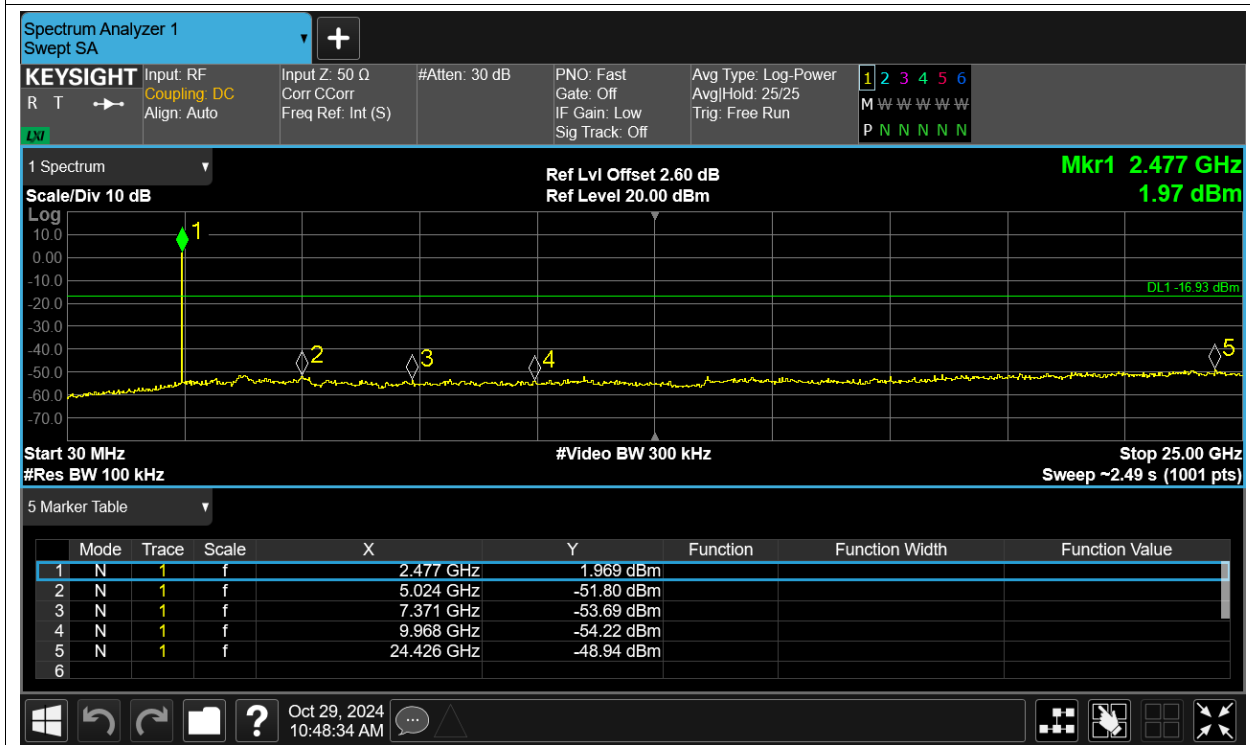 Spectrum Analyzer 1
Swept SA
KEYSIGHT
R T
LXI
Input: RF
Coupling: DC
Align: Auto
Input Z: 50 Ω
Corr CCorr
Freq Ref: Int (S)
#Atten: 30 dB
PNO: Fast
Gate: Off
IF Gain: Low
Sig Track: Off
Avg Type: Log-Power
Avg|Hold: 25/25
Trig: Free Run
1 2 3 4 5 6
M W W W W W
P N N N N N
1 Spectrum
Scale/Div 10 dB
Ref Lvl Offset 2.60 dB
Ref Level 20.00 dBm
Mkr1 2.477 GHz
1.97 dBm
Log
10.0
0.00
-10.0
-20.0
-30.0
-40.0
-50.0
-60.0
-70.0
1
DL1 -16.93 dBm
2
3
4
5
Start 30 MHz
#Video BW 300 kHz
Stop 25.00 GHz
#Res BW 100 kHz
Sweep ~2.49 s (1001 pts)
5 Marker Table
Mode Trace Scale X Y Function Function Width Function Value
1 N 1 f 2.477 GHz 1.969 dBm
2 N 1 f 5.024 GHz -51.80 dBm
3 N 1 f 7.371 GHz -53.69 dBm
4 N 1 f 9.968 GHz -54.22 dBm
5 N 1 f 24.426 GHz -48.94 dBm
6
?
Oct 29, 2024
10:48:34 AM